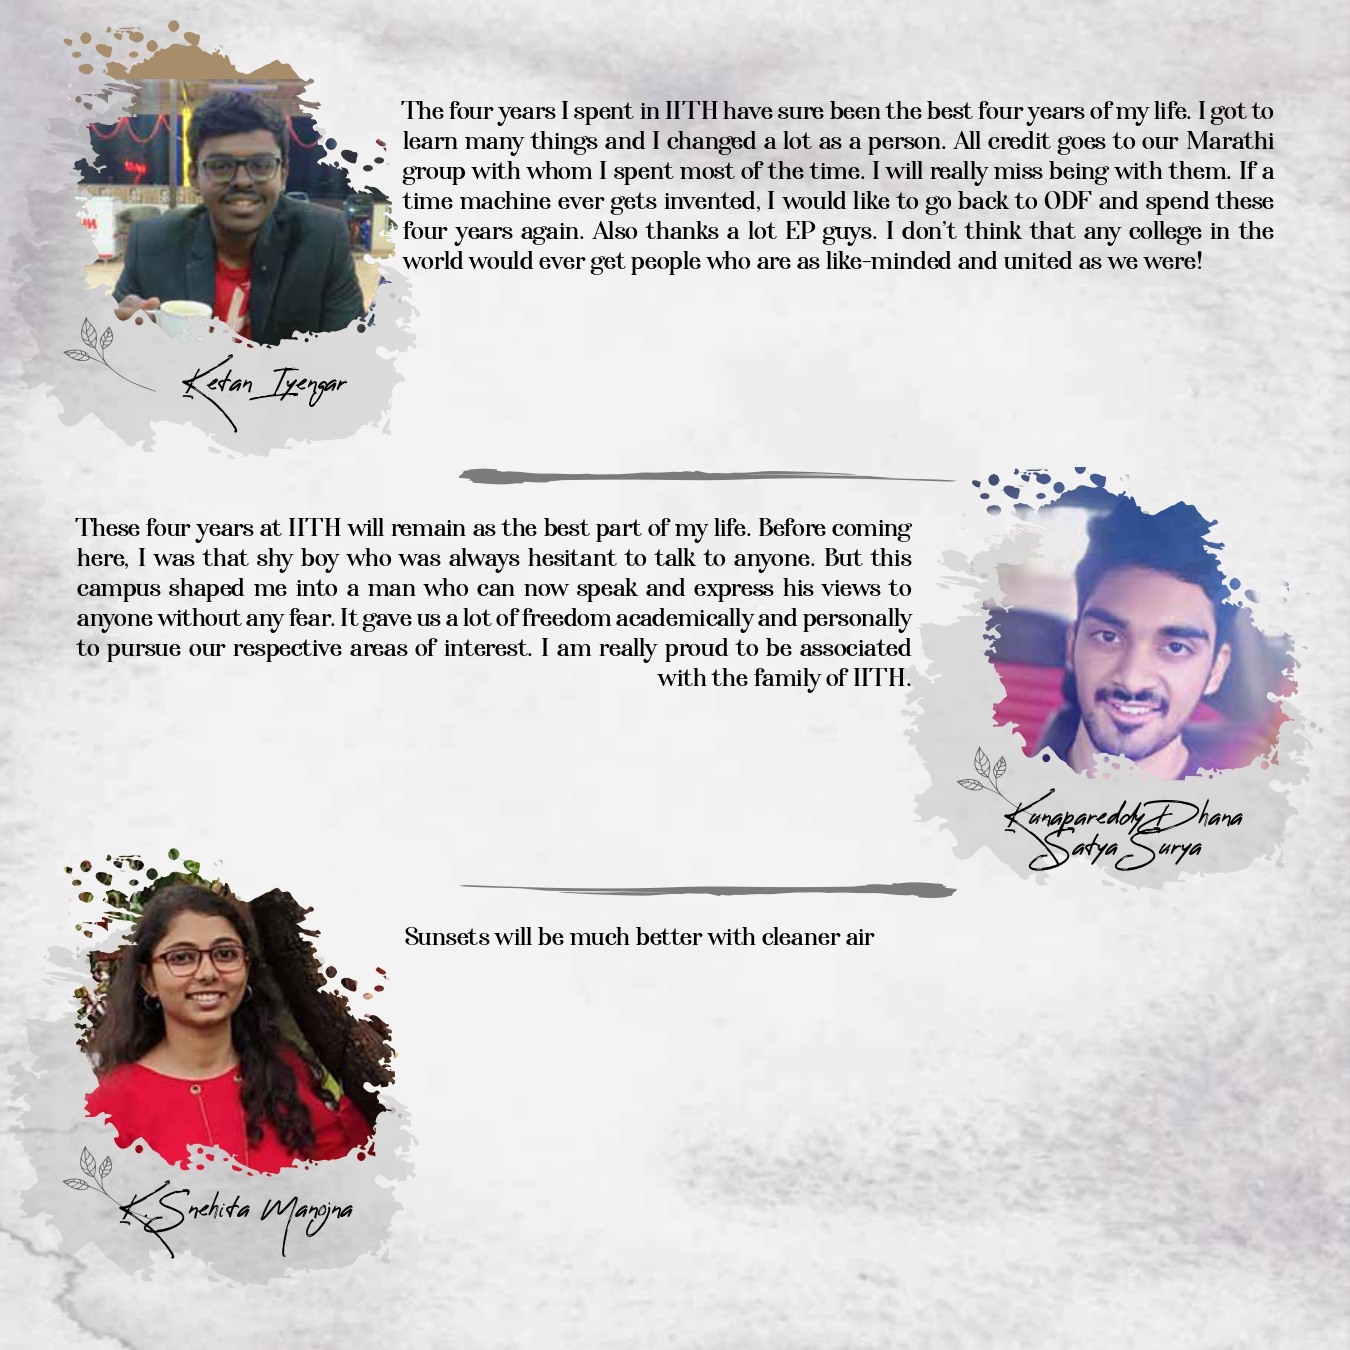 The four years I spent in IITH have sure been the best four years of my life. I got to
learn many things and I changed a lot as a person. All credit goes to our Marathi
group with whom I spent most of the time. I will really miss being with them. If a
time machine ever gets invented, I would like to go back to ODF and spend these
four years again. Also thanks a lot EP guys. I don't think that any college in the
world would ever get people who are as like-minded and united as we were!
Ketan Iyengar
These four years at IITH will remain as the best part of my life. Before coming
here, I was that shy boy who was always hesitant to talk to anyone. But this
campus shaped me into a man who can now speak and express his views to
anyone without any fear. It gave us a lot of freedom academically and personally
to pursue our respective areas of interest. I am really proud to be associated
with the family of IITH.
Kunapareddy Dhana
Satya Surya
Sunsets will be much better with cleaner air
K. Snehita Manojna